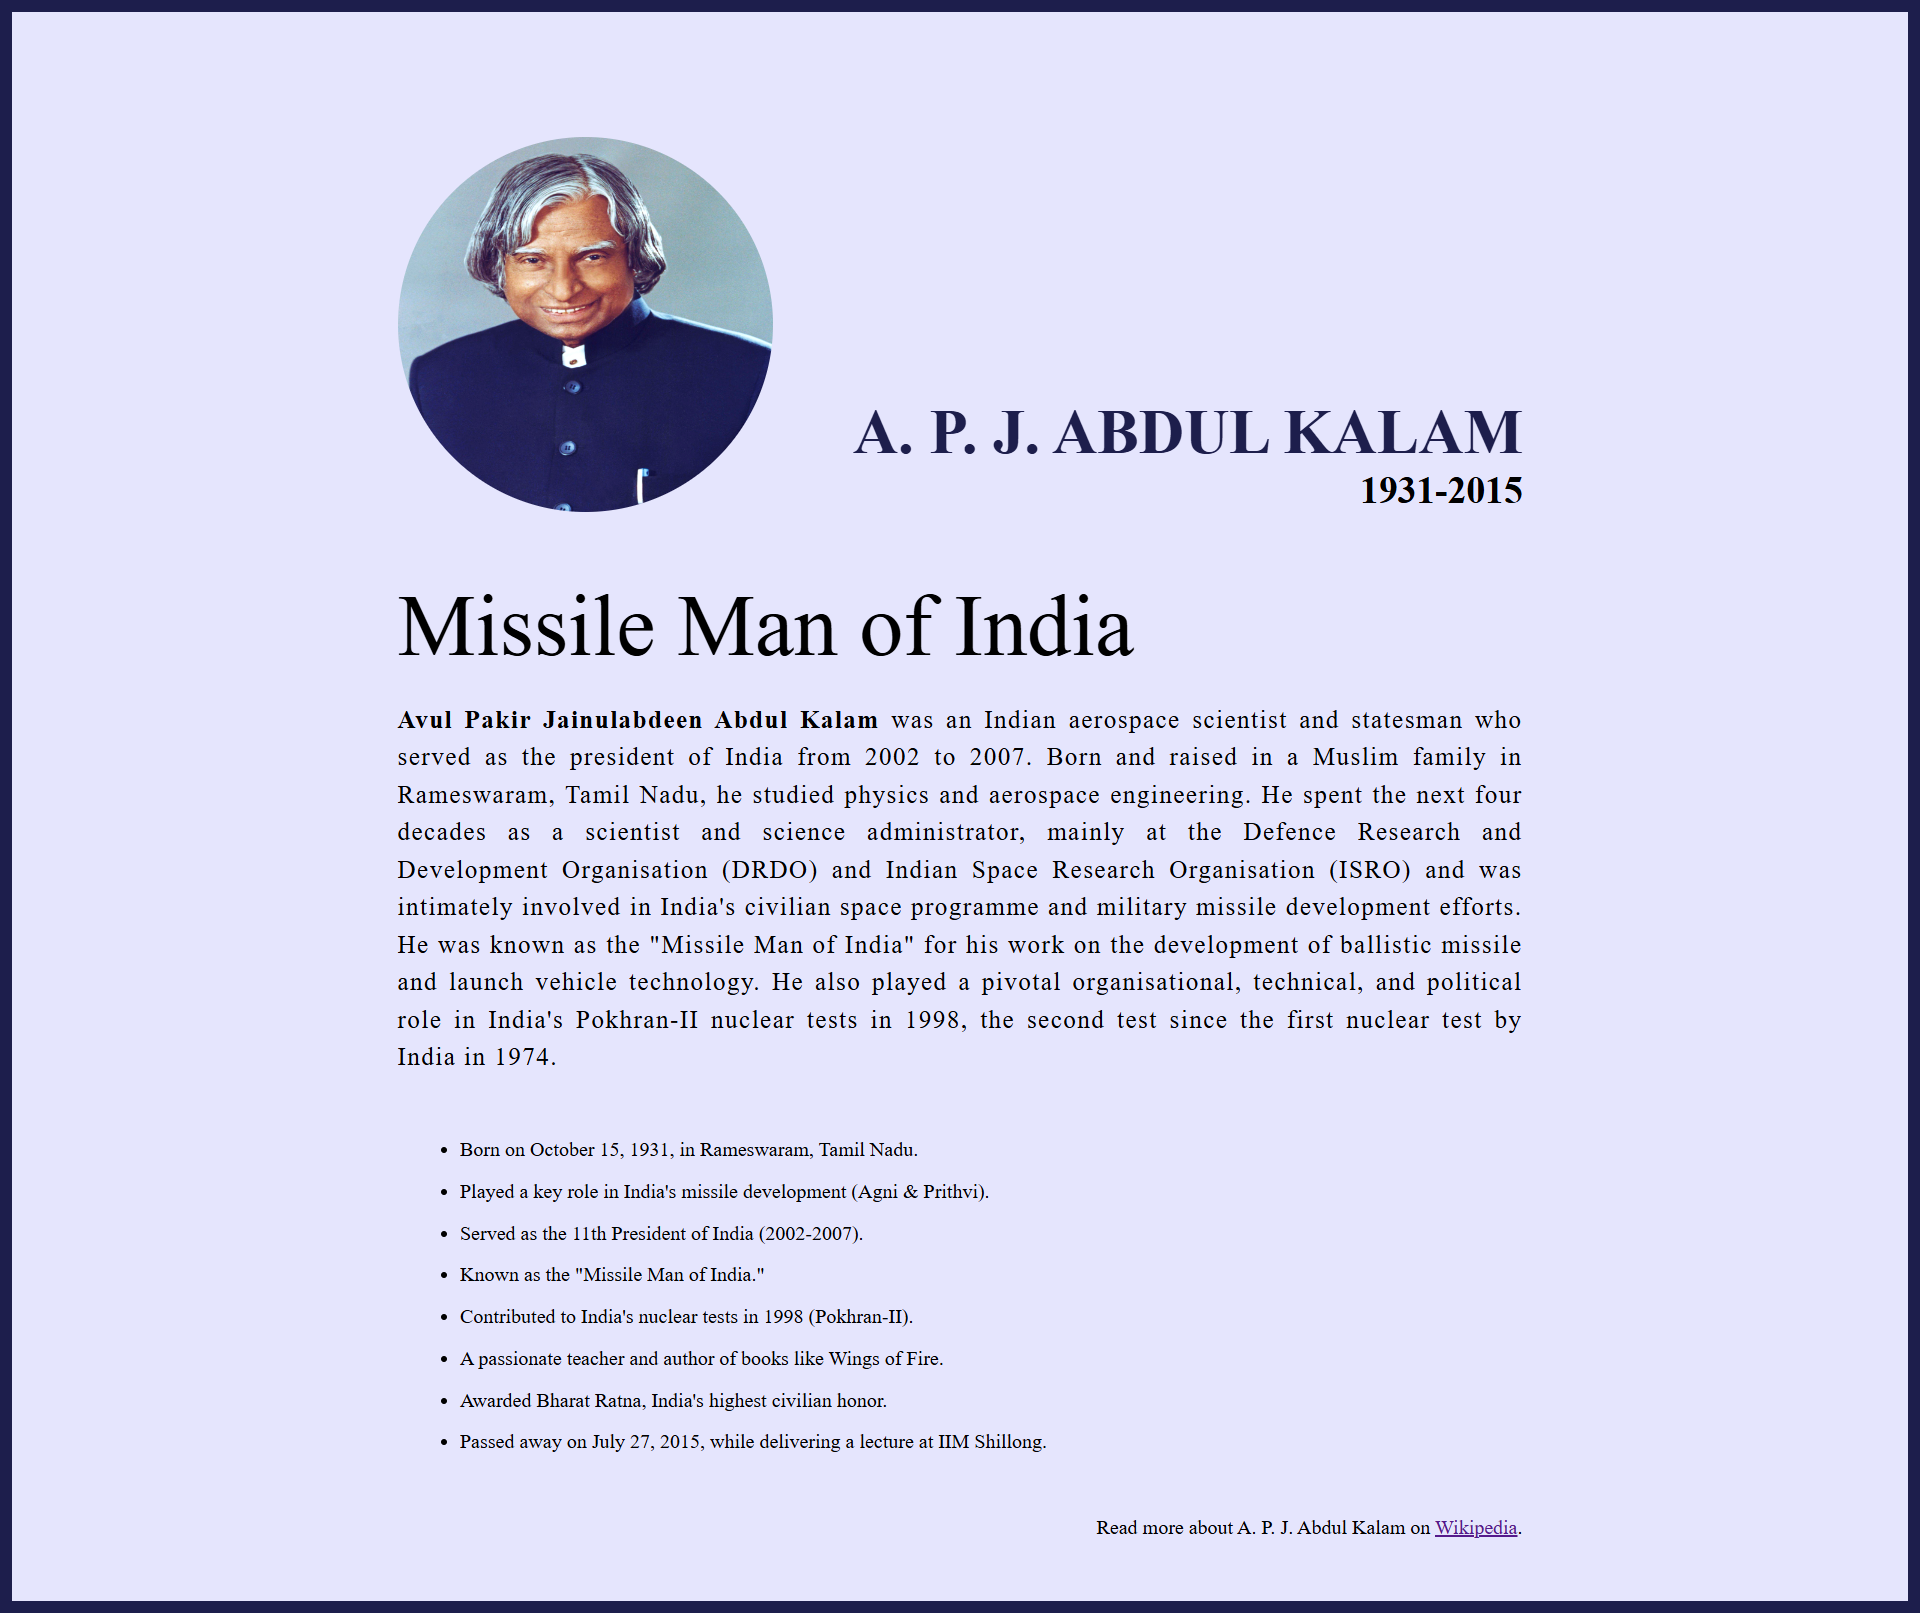 A. P. J. ABDUL KALAM
1931-2015
Missile Man of India
Avul Pakir Jainulabdeen Abdul Kalam was an Indian aerospace scientist and statesman who
served as the president of India from 2002 to 2007. Born and raised in a Muslim family in
Rameswaram, Tamil Nadu, he studied physics and aerospace engineering. He spent the next four
decades as a scientist and science administrator, mainly at the Defence Research and
Development Organisation (DRDO) and Indian Space Research Organisation (ISRO) and was
intimately involved in India's civilian space programme and military missile development efforts.
He was known as the "Missile Man of India" for his work on the development of ballistic missile
and launch vehicle technology. He also played a pivotal organisational, technical, and political
role in India's Pokhran-II nuclear tests in 1998, the second test since the first nuclear test by
India in 1974.
• Born on October 15, 1931, in Rameswaram, Tamil Nadu.
• Played a key role in India's missile development (Agni & Prithvi).
• Served as the 11th President of India (2002-2007).
• Known as the "Missile Man of India."
• Contributed to India's nuclear tests in 1998 (Pokhran-II).
• A passionate teacher and author of books like Wings of Fire.
• Awarded Bharat Ratna, India's highest civilian honor.
• Passed away on July 27, 2015, while delivering a lecture at IIM Shillong.
Read more about A. P. J. Abdul Kalam on Wikipedia.